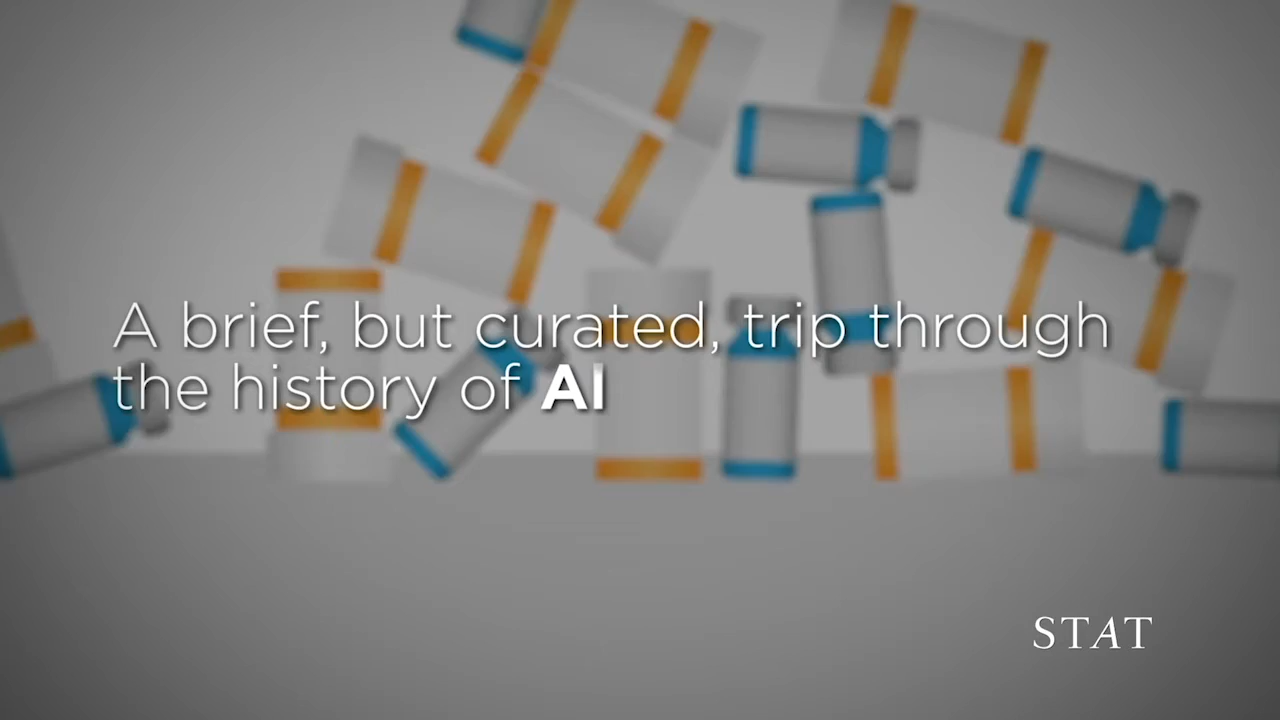 A brief, but curated, trip through
the history of AI
STAT